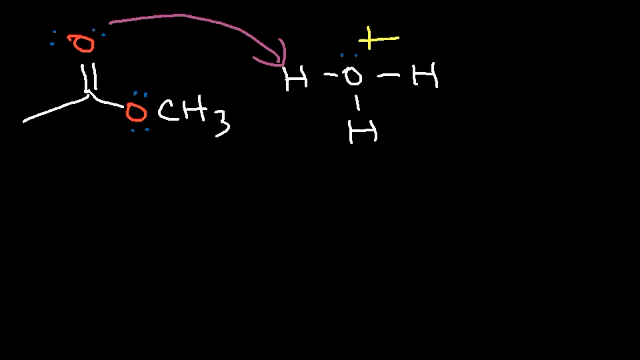 O +
H - O - H
O CH3
H